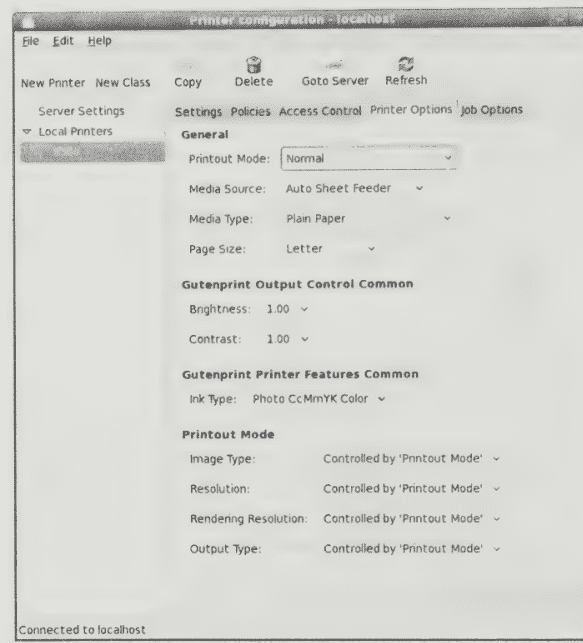 Printer configuration - localhost
File Edit Help
New Printer New Class Copy Delete Goto Server Refresh
Server Settings
Local Printers
Settings Policies Access Control Printer Options Job Options
General
Printout Mode: Normal
Media Source: Auto Sheet Feeder
Media Type: Plain Paper
Page Size: Letter
Gutenprint Output Control Common
Brightness: 1.00
Contrast: 1.00
Gutenprint Printer Features Common
Ink Type: Photo CcMmYK Color
Printout Mode
Image Type: Controlled by 'Printout Mode'
Resolution: Controlled by 'Printout Mode'
Rendering Resolution: Controlled by 'Printout Mode'
Output Type: Controlled by 'Printout Mode'
Connected to localhost